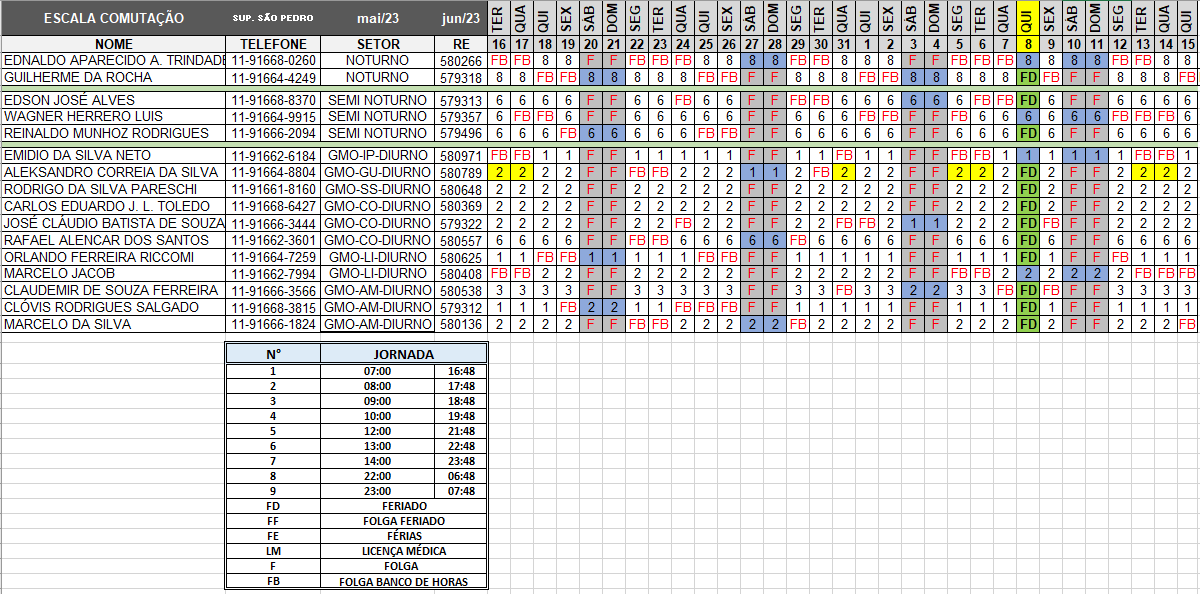 ESCALA COMUTAÇÃO SUP. SÃO PEDRO mai/23 jun/23 TER QUA QUI SEX SÁB DOM SEG TER QUA QUI SEX SÁB DOM SEG TER QUA QUI SEX SÁB DOM SEG TER QUA QUI SEX SÁB DOM SEG TER QUA QUI
NOME TELEFONE SETOR RE 16 17 18 19 20 21 22 23 24 25 26 27 28 29 30 31 1 2 3 4 5 6 7 8 9 10 11 12 13 14 15
EDNALDO APARECIDO A. TRINDADE 11-91668-0260 NOTURNO 580266 FB FB 8 8 F F FB FB FB 8 8 8 8 FB FB 8 8 8 F F FB FB FB 8 8 8 8 FB FB 8 8
GUILHERME DA ROCHA 11-91664-4249 NOTURNO 579318 8 8 FB FB 8 8 8 8 8 FB FB F F 8 8 8 FB FB 8 8 FB FB FB FD FB F F 8 8 8 FB
EDSON JOSÉ ALVES 11-91668-8370 SEMI NOTURNO 579313 6 6 6 6 F F 6 6 FB 6 6 F F FB FB 6 6 6 6 6 6 FB FB FD 6 F F 6 6 6 6
WAGNER HERRERO LUIS 11-91664-9915 SEMI NOTURNO 579357 6 FB FB 6 F F 6 6 6 6 6 F F 6 6 6 FB FB F F FB 6 6 6 6 6 6 FB FB FB 6
REINALDO MUNHOZ RODRIGUES 11-91666-2094 SEMI NOTURNO 579496 6 6 6 FB 6 6 6 6 6 FB FB F F 6 6 6 6 6 F F 6 6 6 FD 6 F F 6 6 6 6
EMIDIO DA SILVA NETO 11-91662-6184 GMO-IP-DIURNO 580971 FB FB 1 1 F F 1 1 1 1 1 F F 1 1 FB 1 1 F F FB FB 1 1 1 1 1 1 FB FB 1
ALEKSANDRO CORREIA DA SILVA 11-91664-8804 GMO-GU-DIURNO 580789 2 2 2 2 F F FB FB 2 2 2 1 1 2 FB 2 2 2 F F 2 2 2 FD 2 F F 2 2 2 2
RODRIGO DA SILVA PARESCHI 11-91661-8160 GMO-SS-DIURNO 580648 2 2 2 2 F F 2 2 2 2 2 F F 2 2 2 2 2 F F 2 2 2 FD 2 F F 2 2 2 2
CARLOS EDUARDO J. L. TOLEDO 11-91668-6427 GMO-CO-DIURNO 580369 2 2 2 2 F F 2 2 2 2 2 F F 2 2 2 2 2 F F 2 2 2 FD 2 F F 2 2 2 2
JOSÉ CLÁUDIO BATISTA DE SOUZA 11-91666-3444 GMO-CO-DIURNO 579322 2 2 2 2 F F 2 2 FB 2 2 F F 2 2 FB FB 2 1 1 2 2 2 FD FB F F 2 2 2 2
RAFAEL ALENCAR DOS SANTOS 11-91662-3601 GMO-CO-DIURNO 580557 6 6 6 6 F F FB FB 6 6 6 6 6 FB 6 6 6 6 F F 6 6 6 FD 6 F F 6 6 6 6
ORLANDO FERREIRA RICCOMI 11-91664-7259 GMO-LI-DIURNO 580625 1 1 FB FB 1 1 1 1 1 FB FB F F 1 1 1 1 1 F F 1 1 1 FD 1 F F FB 1 1 1
MARCELO JACOB 11-91662-7994 GMO-LI-DIURNO 580408 FB FB 2 2 F F 2 2 2 2 2 F F 2 2 2 2 2 F F FB FB 2 2 2 2 2 2 FB FB FB
CLAUDEMIR DE SOUZA FERREIRA 11-91666-3566 GMO-AM-DIURNO 580538 3 3 3 3 F F 3 3 3 3 3 F F 3 3 FB 3 3 2 2 3 3 FB FD FB F F 3 3 3 3
CLÓVIS RODRIGUES SALGADO 11-91668-3815 GMO-AM-DIURNO 579312 1 1 1 FB 2 2 1 1 FB FB FB F F 1 1 1 1 1 F F 1 1 1 FD 1 F F 1 1 1 1
MARCELO DA SILVA 11-91666-1824 GMO-AM-DIURNO 580136 2 2 2 2 F F FB FB 2 2 2 2 2 FB 2 2 2 2 F F 2 2 2 FD 2 F F 2 2 2 FB
N° JORNADA
1 07:00 16:48
2 08:00 17:48
3 09:00 18:48
4 10:00 19:48
5 12:00 21:48
6 13:00 22:48
7 14:00 23:48
8 22:00 06:48
9 23:00 07:48
FD FERIADO
FF FOLGA FERIADO
FE FÉRIAS
LM LICENÇA MÉDICA
F FOLGA
FB FOLGA BANCO DE HORAS